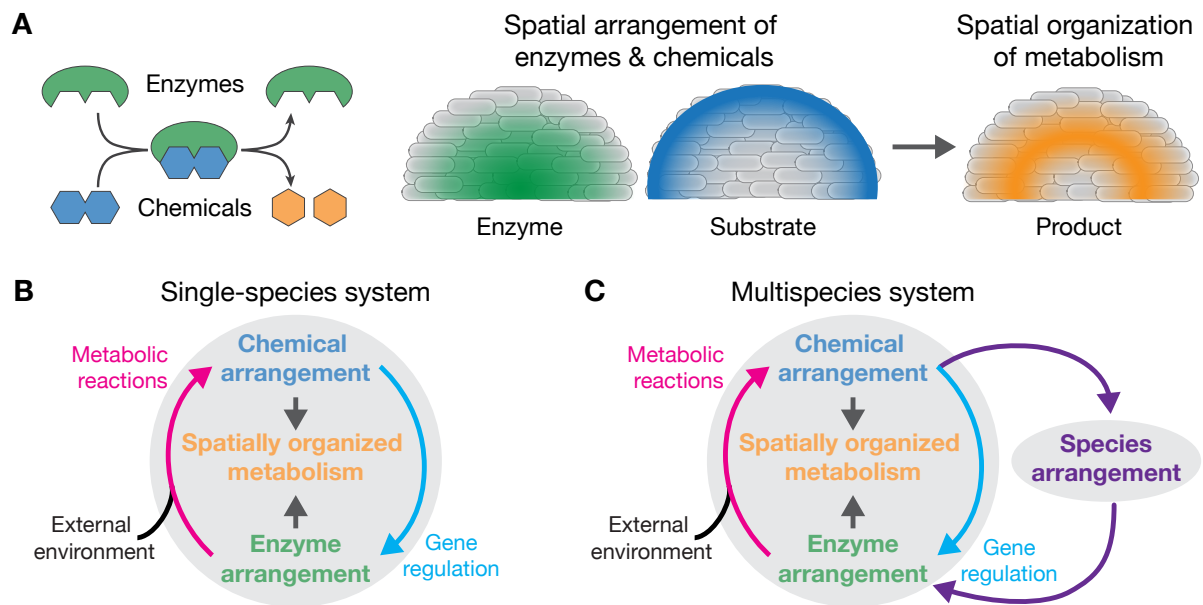 A
Enzymes
Chemicals
Spatial arrangement of
enzymes & chemicals
Enzyme
Substrate
Spatial organization
of metabolism
Product
B
Single-species system
Metabolic
reactions
Chemical
arrangement
Spatially organized
metabolism
External
environment
Enzyme
arrangement
Gene
regulation
C
Multispecies system
Metabolic
reactions
Chemical
arrangement
Spatially organized
metabolism
Species
arrangement
External
environment
Enzyme
arrangement
Gene
regulation